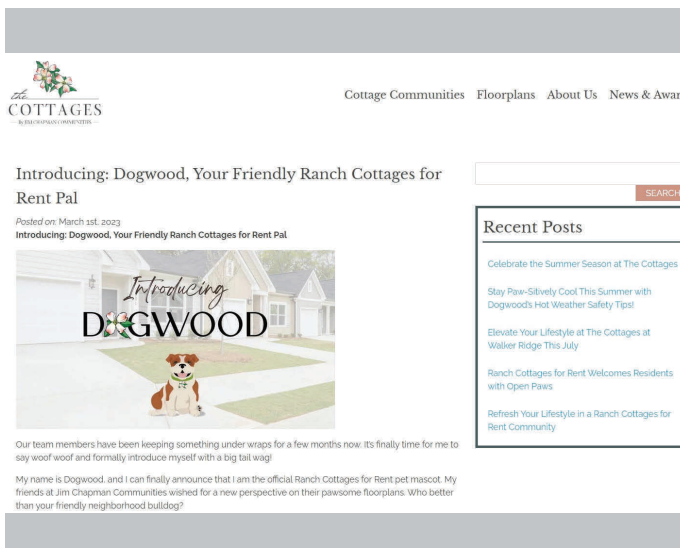 the
COTTAGES
By JIM CHAPMAN COMMUNITIES
Cottage Communities Floorplans About Us News & Awar
Introducing: Dogwood, Your Friendly Ranch Cottages for
Rent Pal
Posted on: March 1st, 2023
Introducing: Dogwood, Your Friendly Ranch Cottages for Rent Pal
Introducing
DOGWOOD
Our team members have been keeping something under wraps for a few months now. It's finally time for me to
say woof woof and formally introduce myself with a big tail wag!
My name is Dogwood, and I can finally announce that I am the official Ranch Cottages for Rent pet mascot. My
friends at Jim Chapman Communities wished for a new perspective on their pawsome floorplans. Who better
than your friendly neighborhood bulldog?
SEARCH
Recent Posts
Celebrate the Summer Season at The Cottages
Stay Paw-Sitively Cool This Summer with
Dogwood's Hot Weather Safety Tips!
Elevate Your Lifestyle at The Cottages at
Walker Ridge This July
Ranch Cottages for Rent Welcomes Residents
with Open Paws
Refresh Your Lifestyle in a Ranch Cottages for
Rent Community